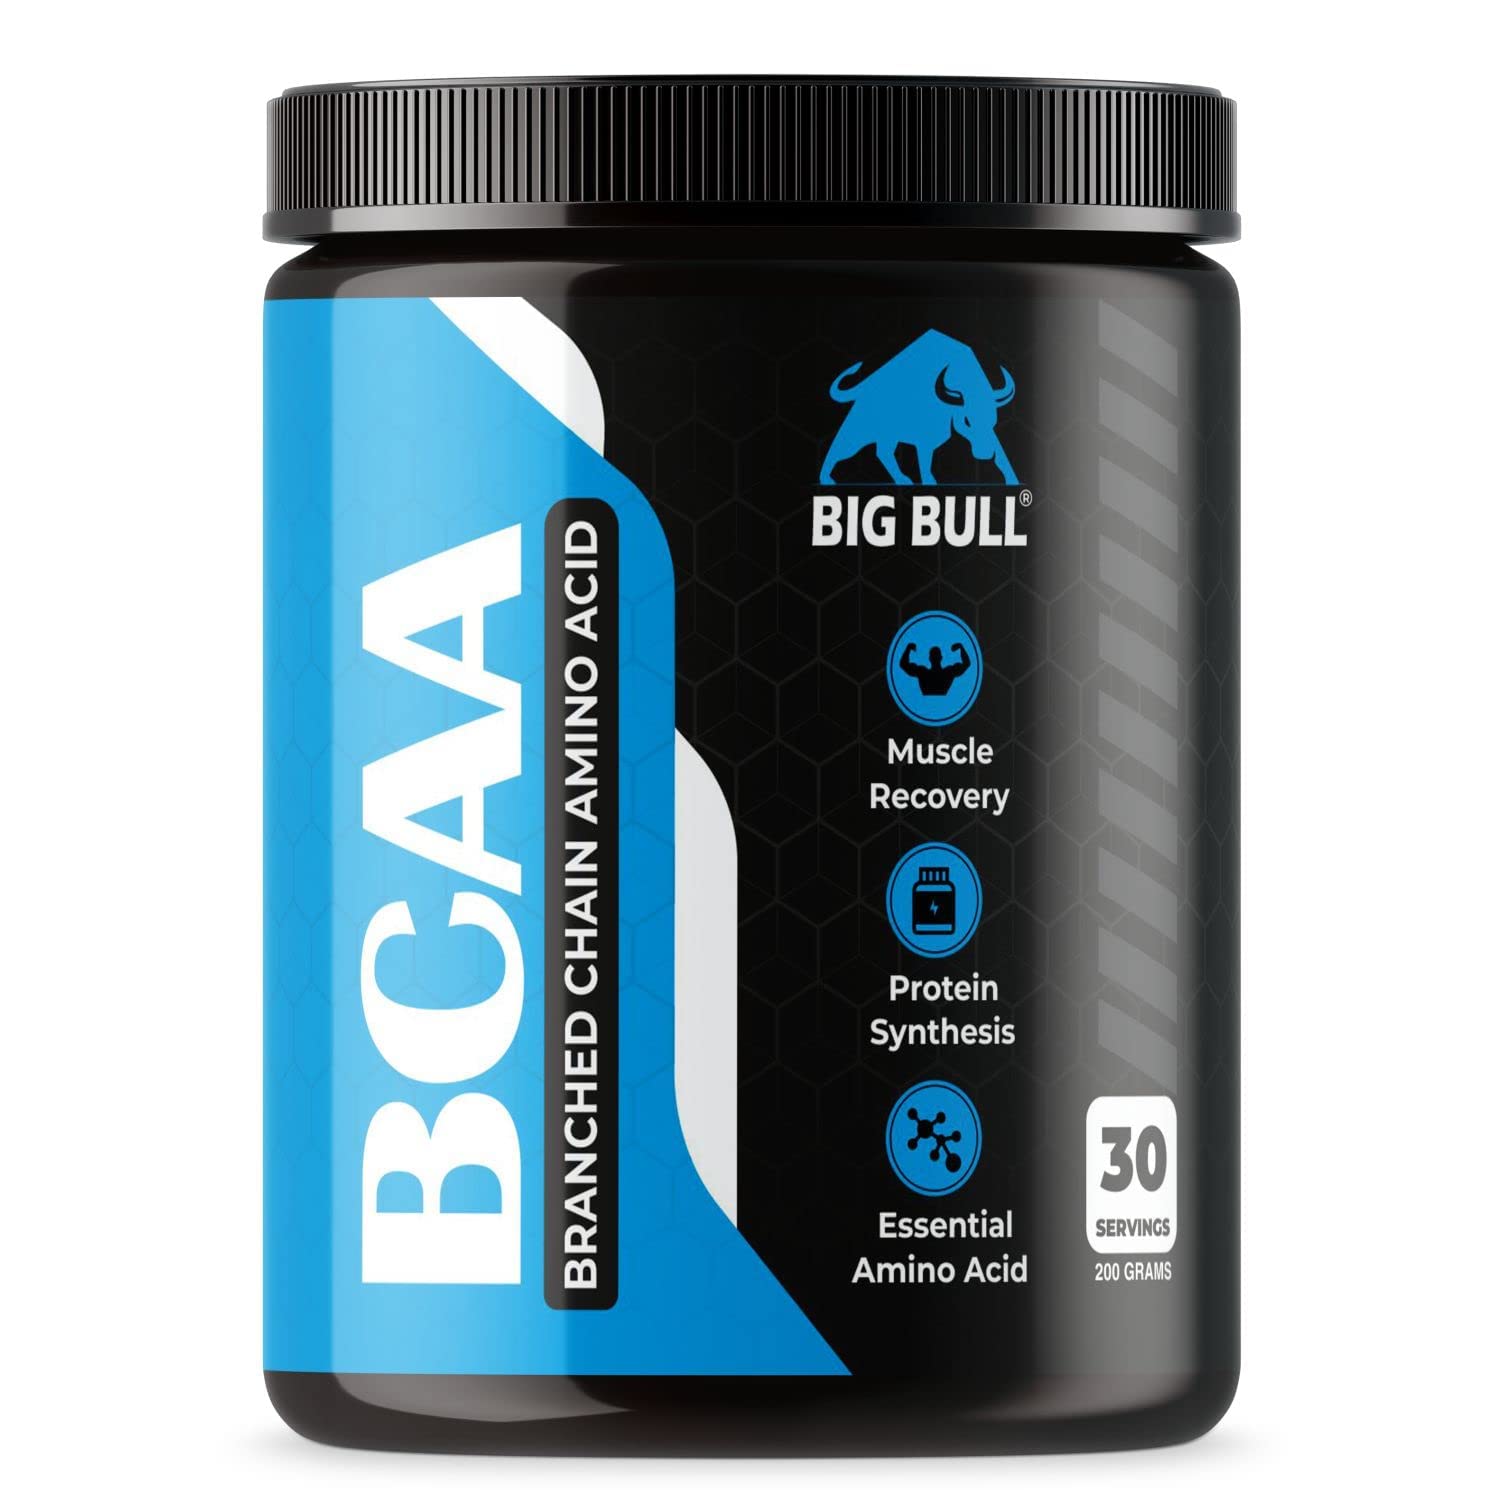 BCAA
BRANCHED CHAIN AMINO ACID
BIG BULL®
Muscle
Recovery
Protein
Synthesis
Essential
Amino Acid
30
SERVINGS
200 GRAMS